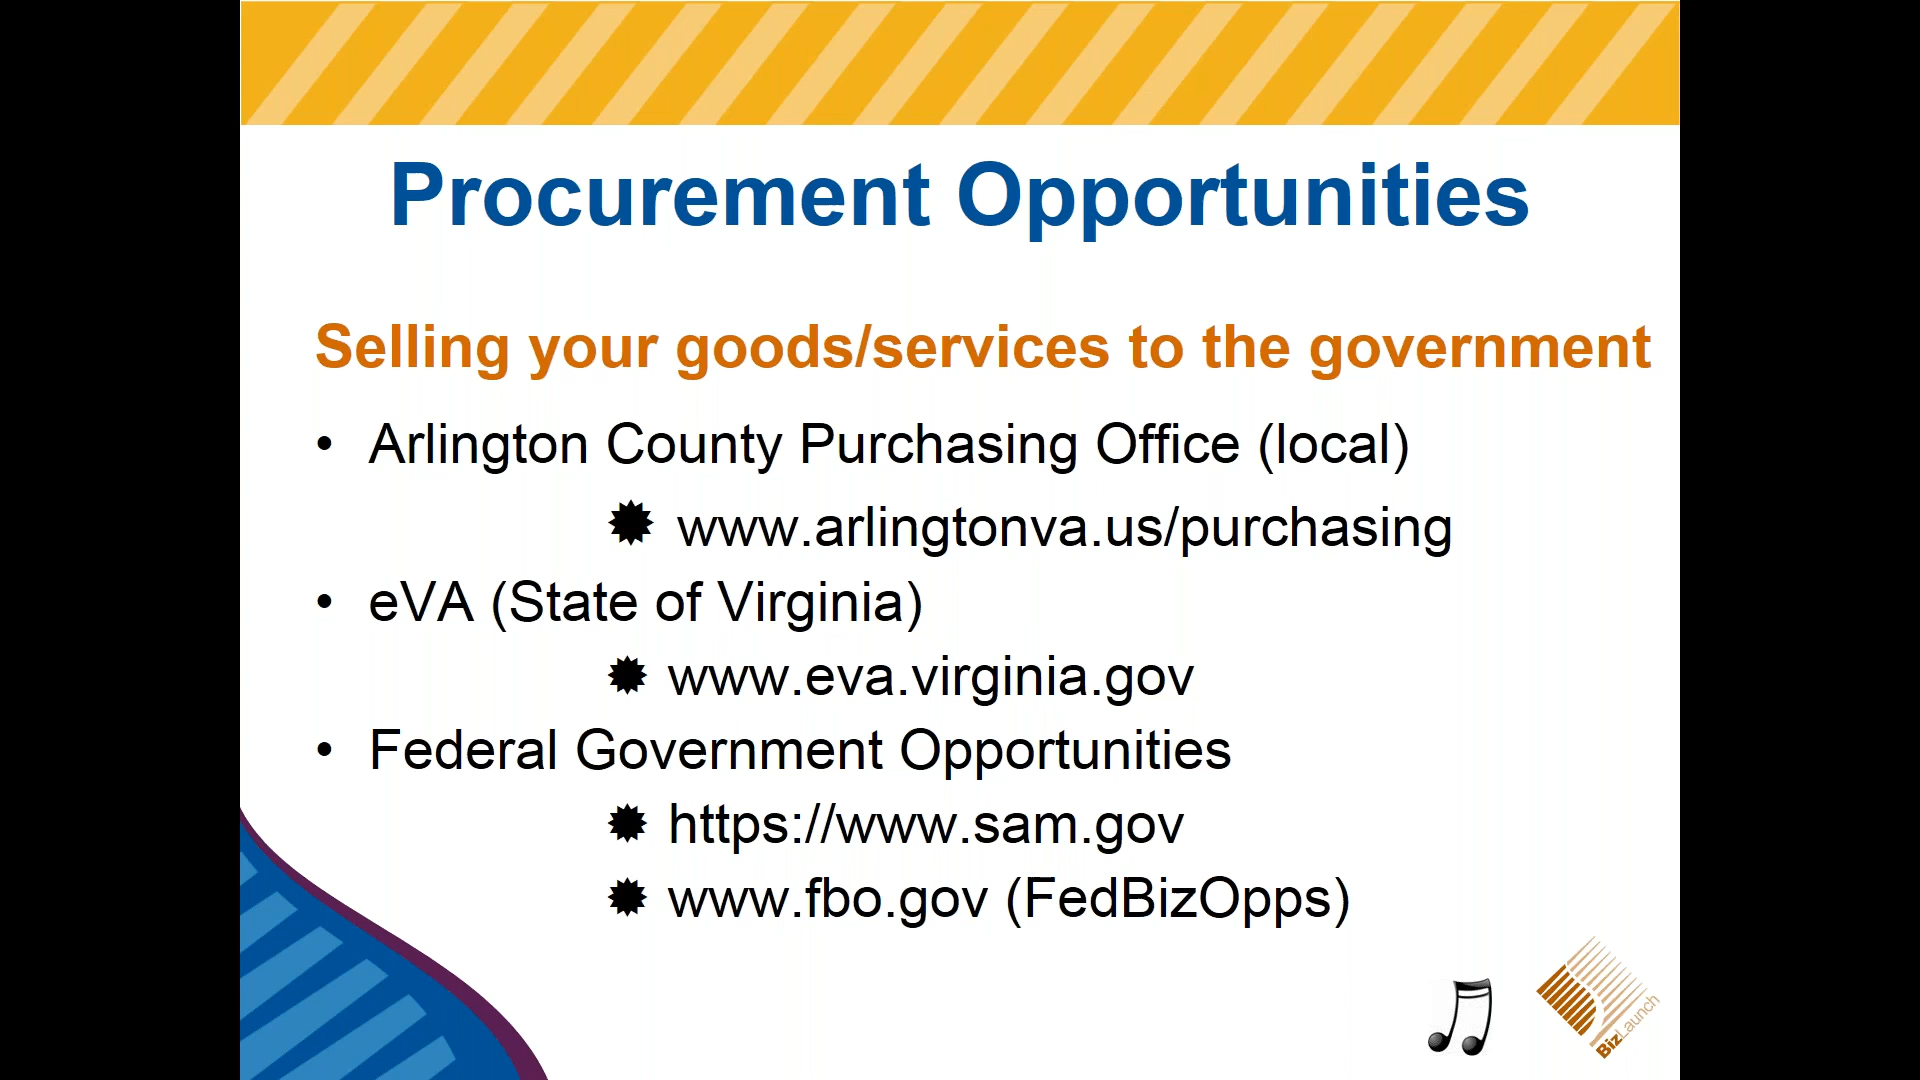 Procurement Opportunities
Selling your goods/services to the government
• Arlington County Purchasing Office (local)
www.arlingtonva.us/purchasing
• eVA (State of Virginia)
www.eva.virginia.gov
• Federal Government Opportunities
https://www.sam.gov
www.fbo.gov (FedBizOpps)
BizLaunch